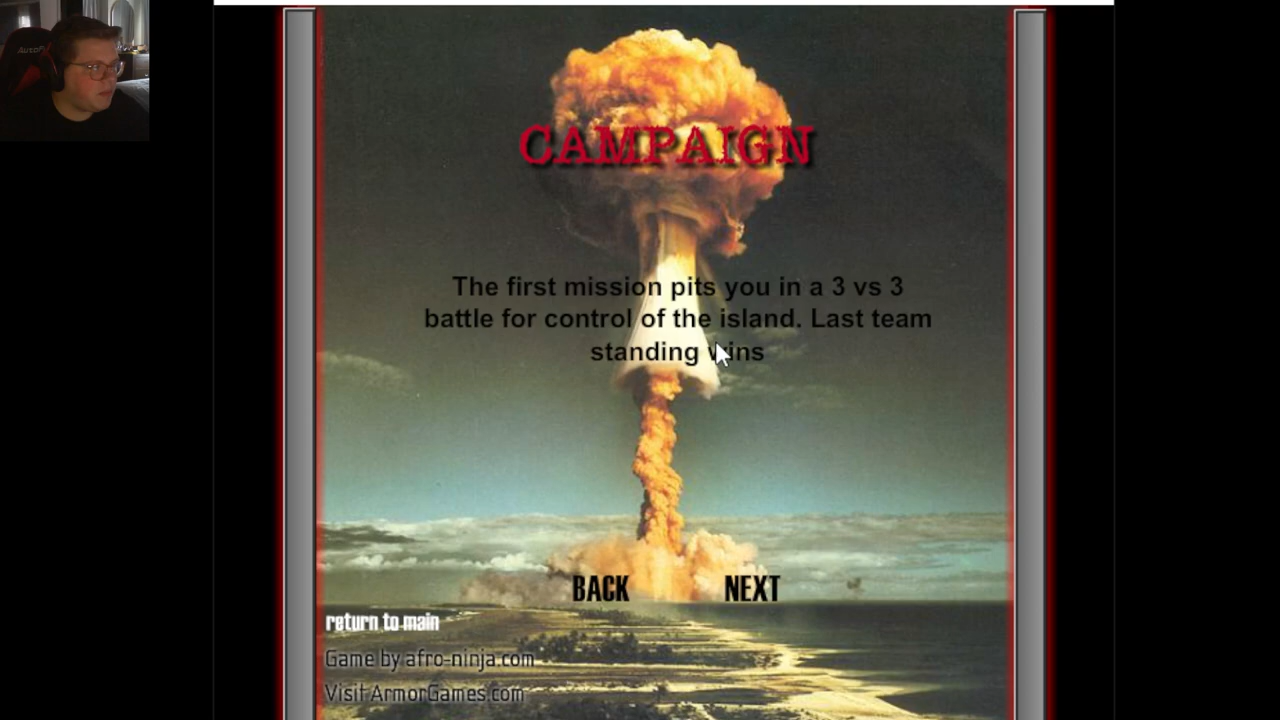 CAMPAIGN
The first mission pits you in a 3 vs 3
battle for control of the island. Last team
standing wins
BACK NEXT
return to main
Game by afro-ninja.com
Visit ArmorGames.com